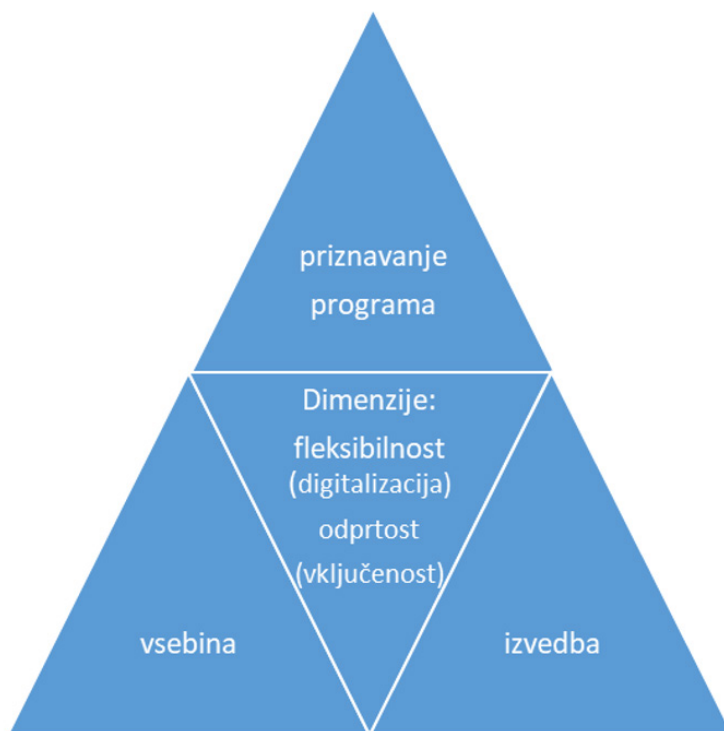 priznavanje
programa
Dimenzije:
fleksibilnost
(digitalizacija)
odprtost
(vključenost)
vsebina
izvedba